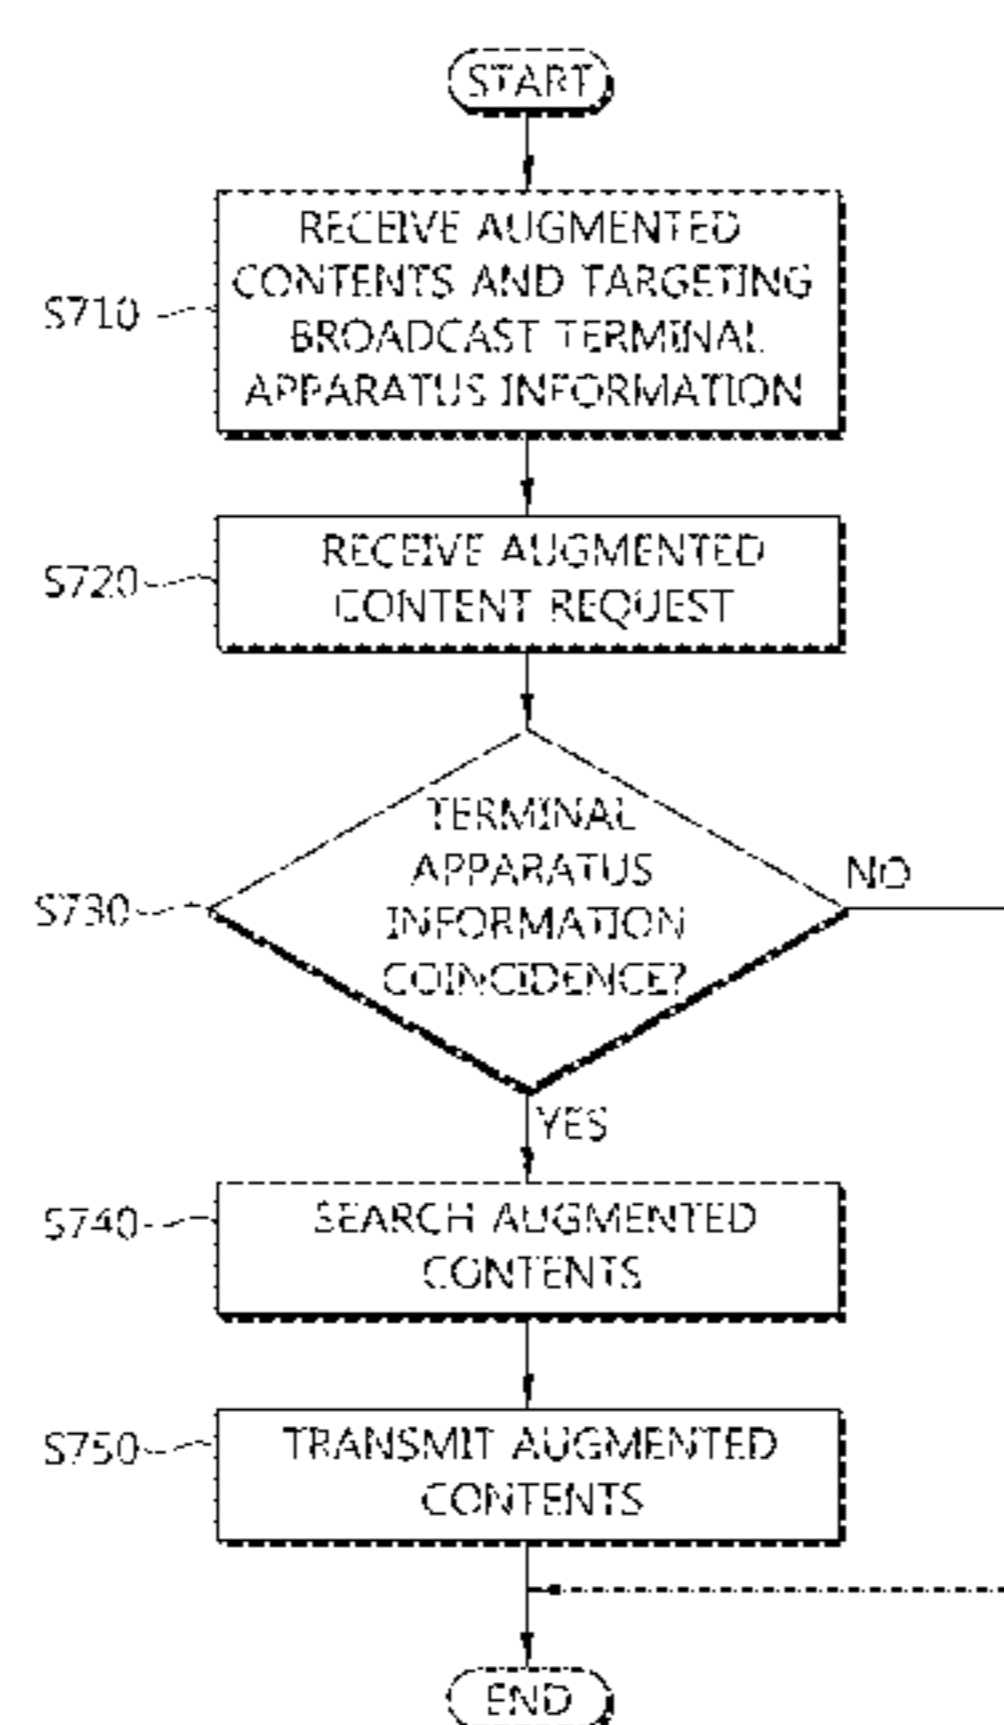 START
RECEIVE AUGMENTED
CONTENTS AND TARGETING
BROADCAST TERMINAL
APPARATUS INFORMATION
S710
RECEIVE AUGMENTED
CONTENT REQUEST
S720
TERMINAL
APPARATUS
INFORMATION
COINCIDENCE?
S730
NO
YES
SEARCH AUGMENTED
CONTENTS
S740
TRANSMIT AUGMENTED
CONTENTS
S750
END